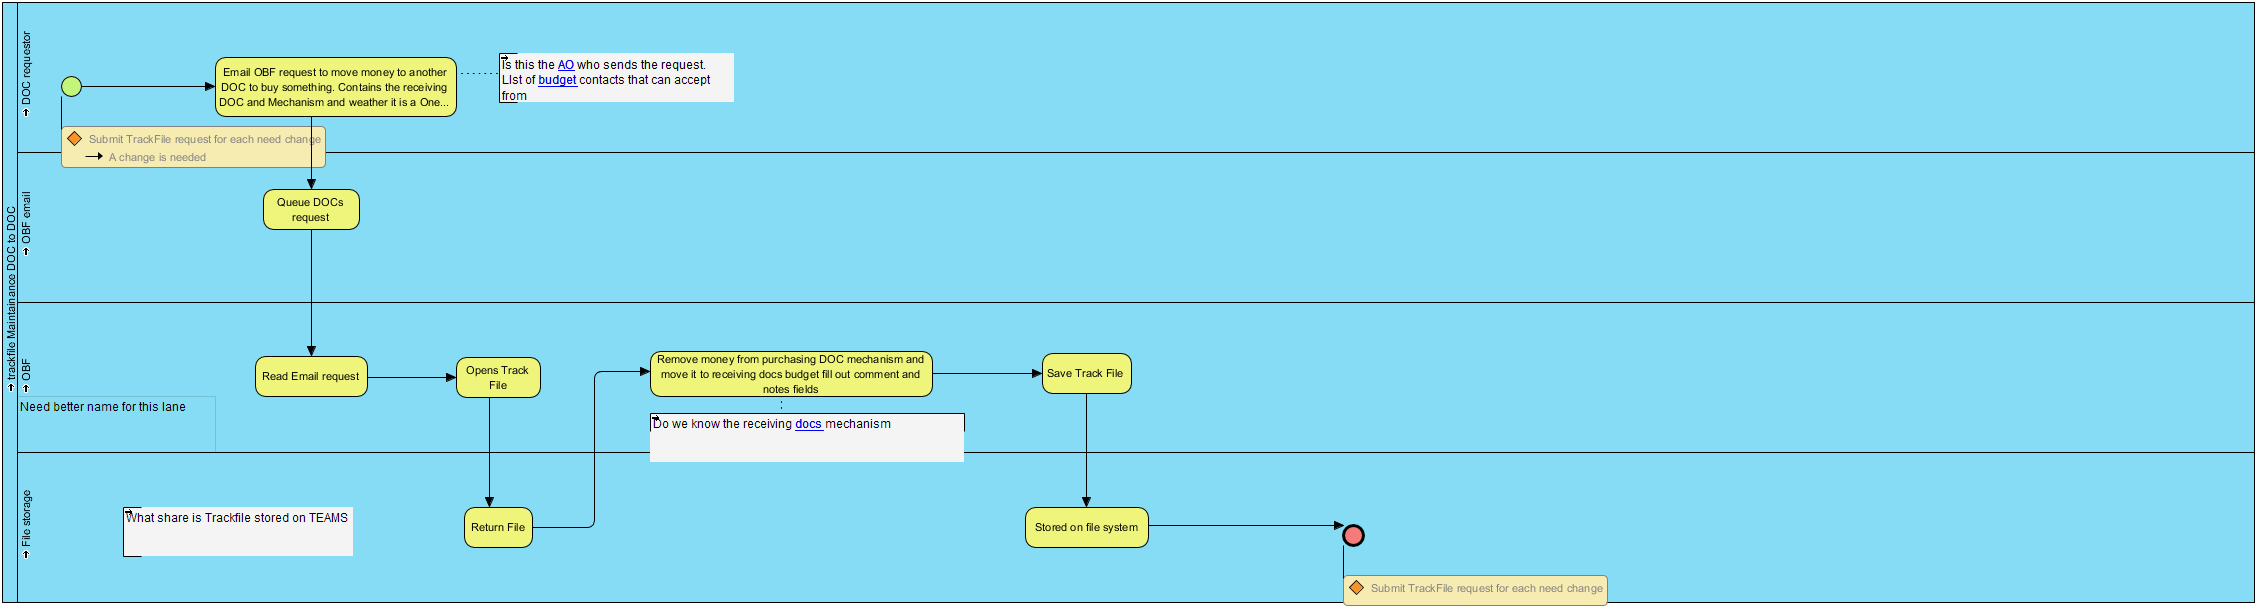 trackfile Maintainance DOC to DOC
DOC requestor
Email OBF request to move money to another
DOC to buy something. Contains the receiving
DOC and Mechanism and weather it is a One...
Is this the AO who sends the request.
LIst of budget contacts that can accept
from
Submit TrackFile request for each need change
A change is needed
OBF email
Queue DOCs
request
OBF
Read Email request
Opens Track
File
Remove money from purchasing DOC mechanism and
move it to receiving docs budget fill out comment and
notes fields
Save Track File
Need better name for this lane
Do we know the receiving docs mechanism
File storage
What share is Trackfile stored on TEAMS
Return File
Stored on file system
Submit TrackFile request for each need change